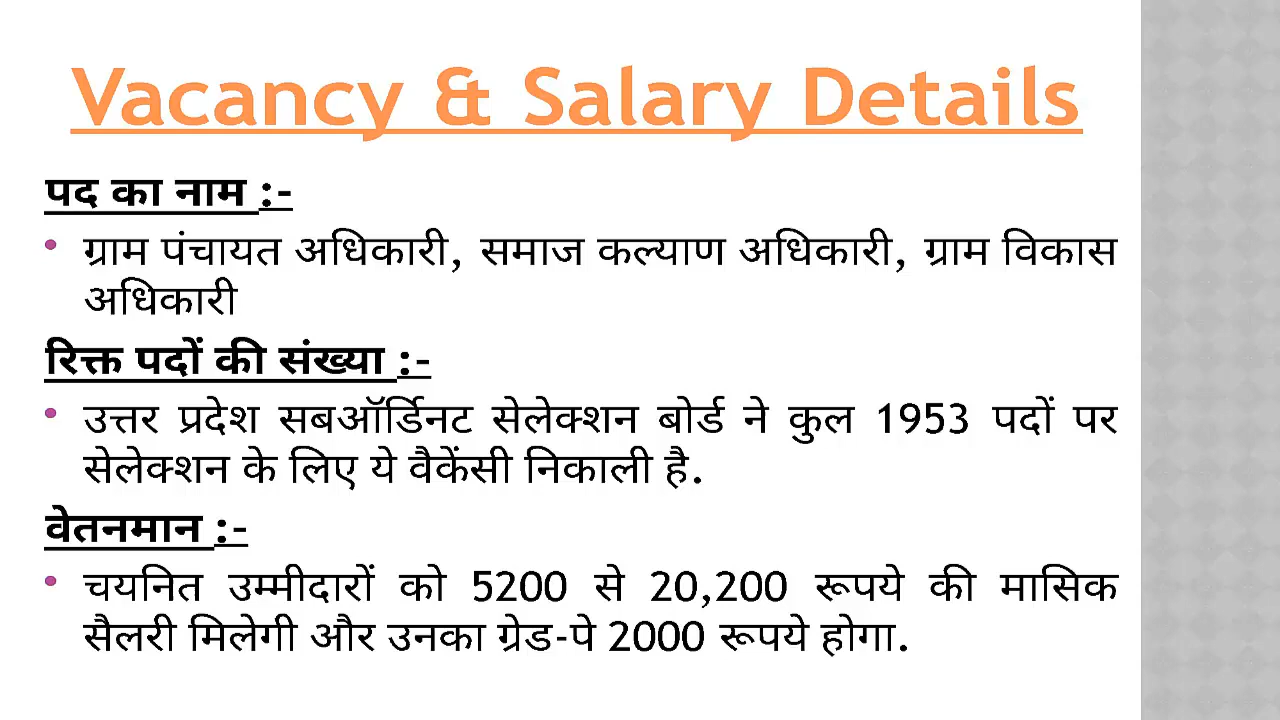 Vacancy & Salary Details
पद का नाम :-
• ग्राम पंचायत अधिकारी, समाज कल्याण अधिकारी, ग्राम विकास
अधिकारी
रिक्त पदों की संख्या :-
• उत्तर प्रदेश सबऑर्डिनट सेलेक्शन बोर्ड ने कुल 1953 पदों पर
सेलेक्शन के लिए ये वैकेंसी निकाली है.
वेतनमान :-
• चयनित उम्मीदारों को 5200 से 20,200 रूपये की मासिक
सैलरी मिलेगी और उनका ग्रेड-पे 2000 रूपये होगा.